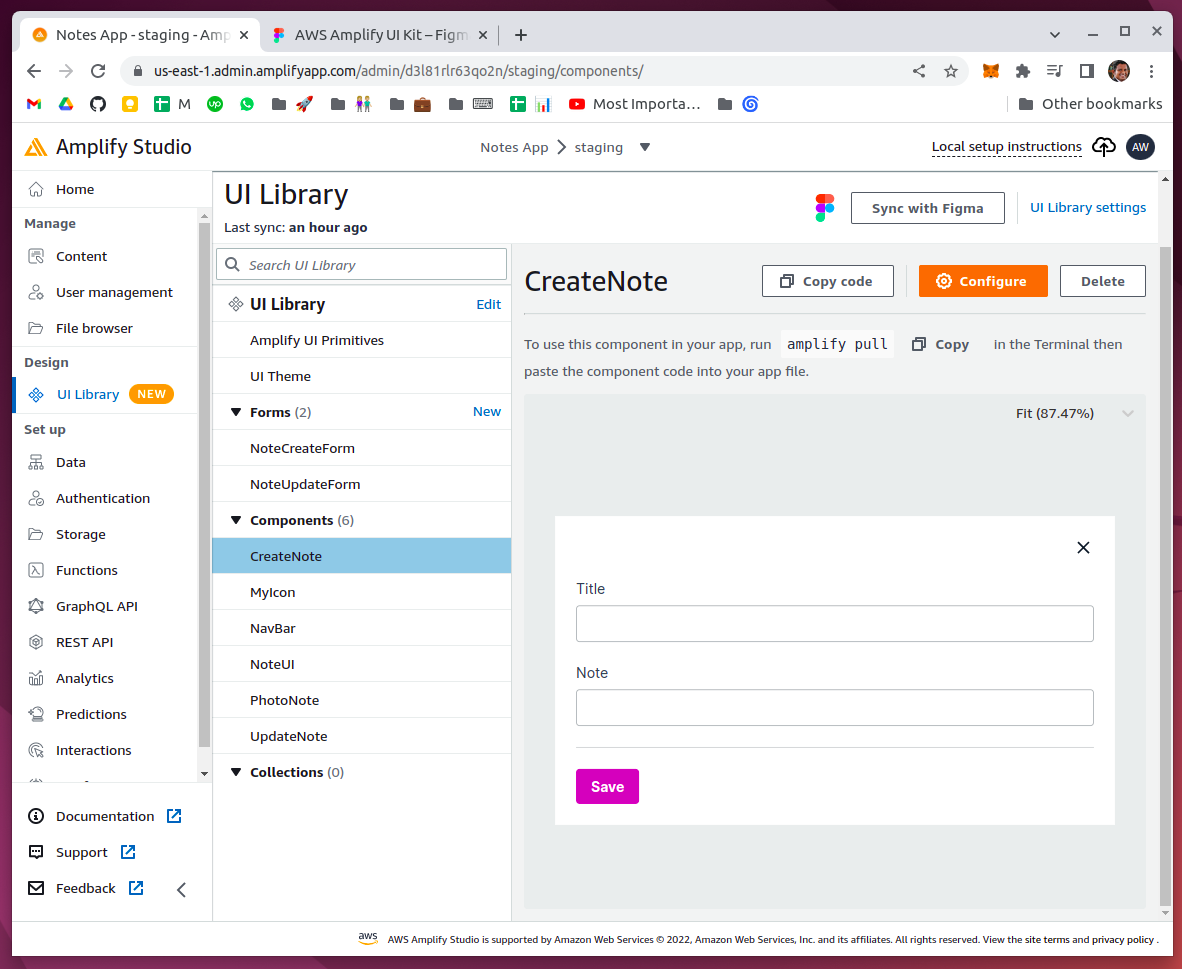 Notes App - staging - Amp
AWS Amplify UI Kit – Figm
us-east-1.admin.amplifyapp.com/admin/d3l81rlr63qo2n/staging/components/
M
up
Most Importa...
Other bookmarks
Amplify Studio
Notes App
staging
Local setup instructions
AW
Home
Manage
Content
User management
File browser
Design
UI Library NEW
Set up
Data
Authentication
Storage
Functions
GraphQL API
REST API
Analytics
Predictions
Interactions
Documentation
Support
Feedback
UI Library
Last sync: an hour ago
Sync with Figma
UI Library settings
Search UI Library
UI Library Edit
Amplify UI Primitives
UI Theme
Forms (2) New
NoteCreateForm
NoteUpdateForm
Components (6)
CreateNote
MyIcon
NavBar
NoteUI
PhotoNote
UpdateNote
Collections (0)
CreateNote
Copy code
Configure
Delete
To use this component in your app, run amplify pull Copy in the Terminal then
paste the component code into your app file.
Fit (87.47%)
Title
Note
Save
aws AWS Amplify Studio is supported by Amazon Web Services © 2022, Amazon Web Services, Inc. and its affiliates. All rights reserved. View the site terms and privacy policy .